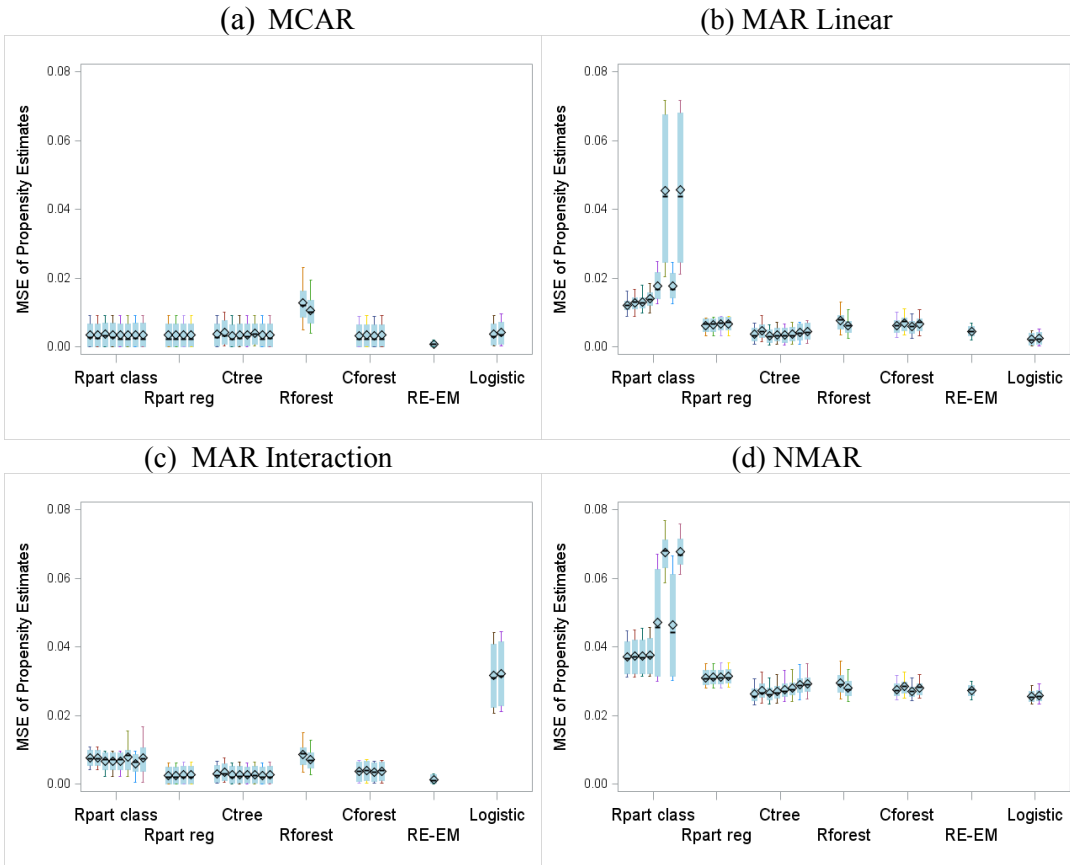 (a) MCAR
MSE of Propensity Estimates
0.08
0.06
0.04
0.02
0.00
Rpart class Ctree Cforest Logistic
Rpart reg Rforest RE-EM
(b) MAR Linear
MSE of Propensity Estimates
0.08
0.06
0.04
0.02
0.00
Rpart class Ctree Cforest Logistic
Rpart reg Rforest RE-EM
(c) MAR Interaction
MSE of Propensity Estimates
0.08
0.06
0.04
0.02
0.00
Rpart class Ctree Cforest Logistic
Rpart reg Rforest RE-EM
(d) NMAR
MSE of Propensity Estimates
0.08
0.06
0.04
0.02
0.00
Rpart class Ctree Cforest Logistic
Rpart reg Rforest RE-EM